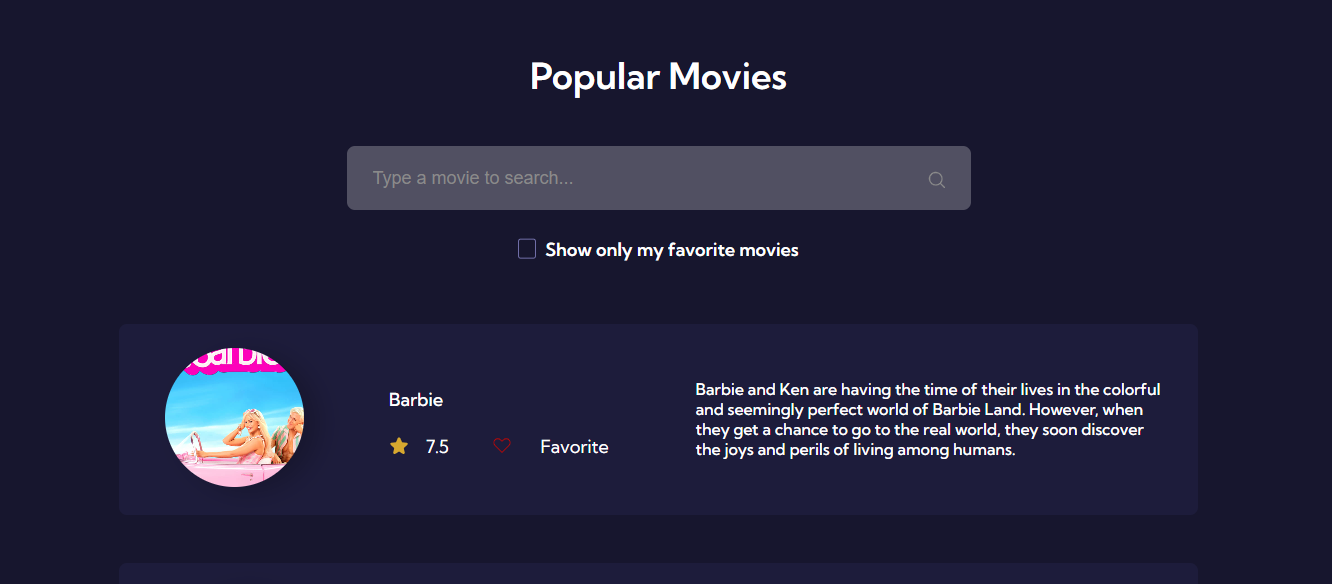 Popular Movies
Type a movie to search...
Show only my favorite movies
Barbie
Barbie
7.5
Favorite
Barbie and Ken are having the time of their lives in the colorful
and seemingly perfect world of Barbie Land. However, when
they get a chance to go to the real world, they soon discover
the joys and perils of living among humans.